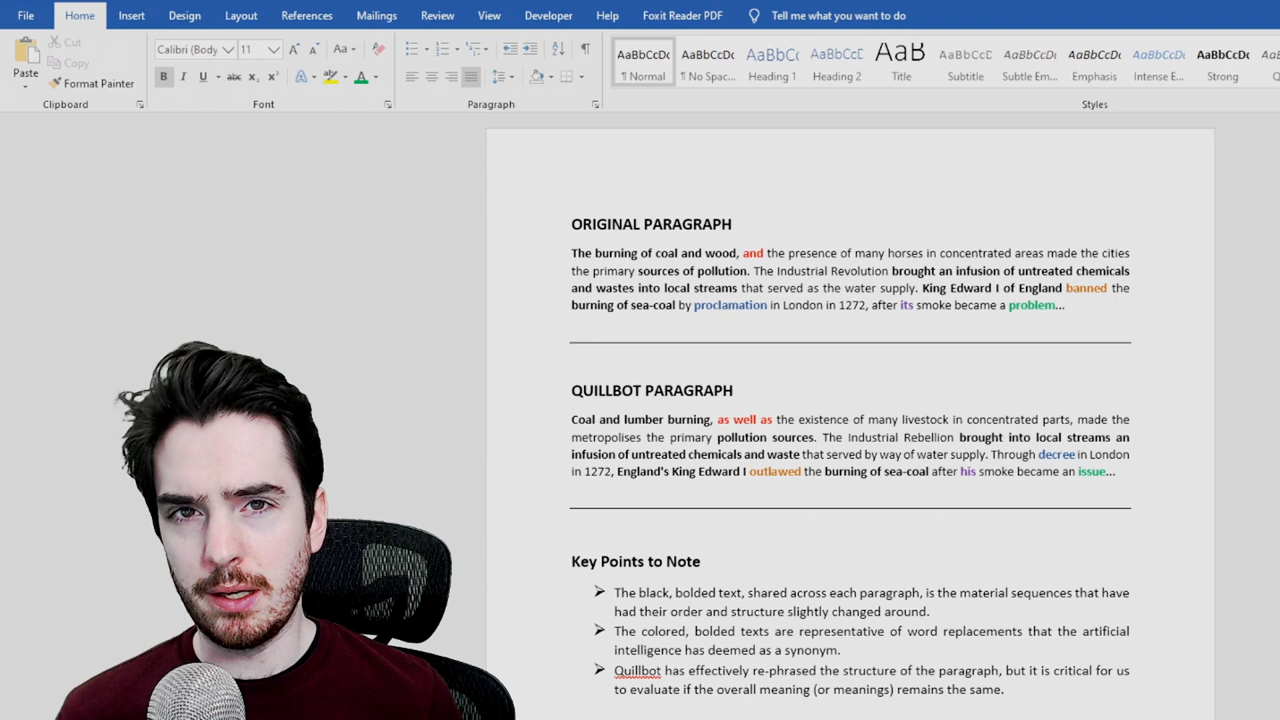 File Home Insert Design Layout References Mailings Review View Developer Help Foxit Reader PDF Tell me what you want to do
Cut
Copy
Format Painter
Paste
Calibri (Body 11
Aa
B I U abc x₂ x² A A
AaBbCcDc AaBbCcDc AaBbC( AaBbCcE AaB AaBbCcD AaBbCcDc AaBbCcDc AaBbCcDc AaBbCcDc
¶ Normal ¶ No Spac... Heading 1 Heading 2 Title Subtitle Subtle Em... Emphasis Intense E... Strong
Clipboard Font Paragraph Styles
ORIGINAL PARAGRAPH
The burning of coal and wood, and the presence of many horses in concentrated areas made the cities
the primary sources of pollution. The Industrial Revolution brought an infusion of untreated chemicals
and wastes into local streams that served as the water supply. King Edward I of England banned the
burning of sea-coal by proclamation in London in 1272, after its smoke became a problem...
QUILLBOT PARAGRAPH
Coal and lumber burning, as well as the existence of many livestock in concentrated parts, made the
metropolises the primary pollution sources. The Industrial Rebellion brought into local streams an
infusion of untreated chemicals and waste that served by way of water supply. Through decree in London
in 1272, England's King Edward I outlawed the burning of sea-coal after his smoke became an issue...
Key Points to Note
The black, bolded text, shared across each paragraph, is the material sequences that have
had their order and structure slightly changed around.
The colored, bolded texts are representative of word replacements that the artificial
intelligence has deemed as a synonym.
Quillbot has effectively re-phrased the structure of the paragraph, but it is critical for us
to evaluate if the overall meaning (or meanings) remains the same.